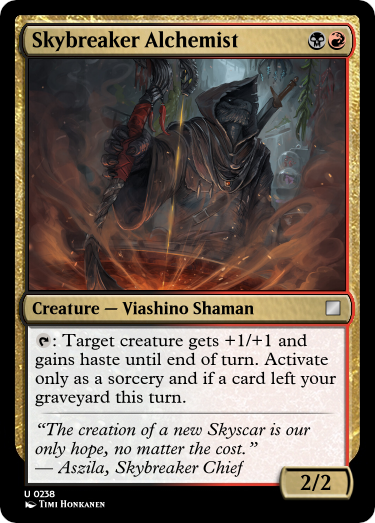 Skybreaker Alchemist
Creature — Viashino Shaman
: Target creature gets +1/+1 and
gains haste until end of turn. Activate
only as a sorcery and if a card left your
graveyard this turn.
“The creation of a new Skyscar is our
only hope, no matter the cost.”
— Aszila, Skybreaker Chief
2/2
U 0238
Timi Honkanen